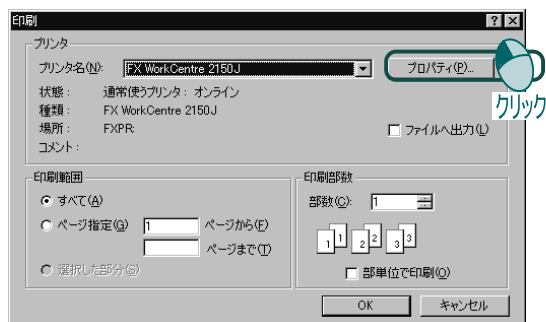 印刷
プリンタ
プリンタ名(N): FX WorkCentre 2150J プロパティ(P)...
クリック
状態: 通常使うプリンタ: オンライン
種類: FX WorkCentre 2150J
場所: FXPR:
コメント:
ファイルへ出力(L)
印刷範囲
すべて(A)
ページ指定(G) 1 ページから(F)
ページまで(T)
選択した部分(S)
印刷部数
部数(C): 1
1 1 2 2 3 3
部単位で印刷(O)
OK キャンセル